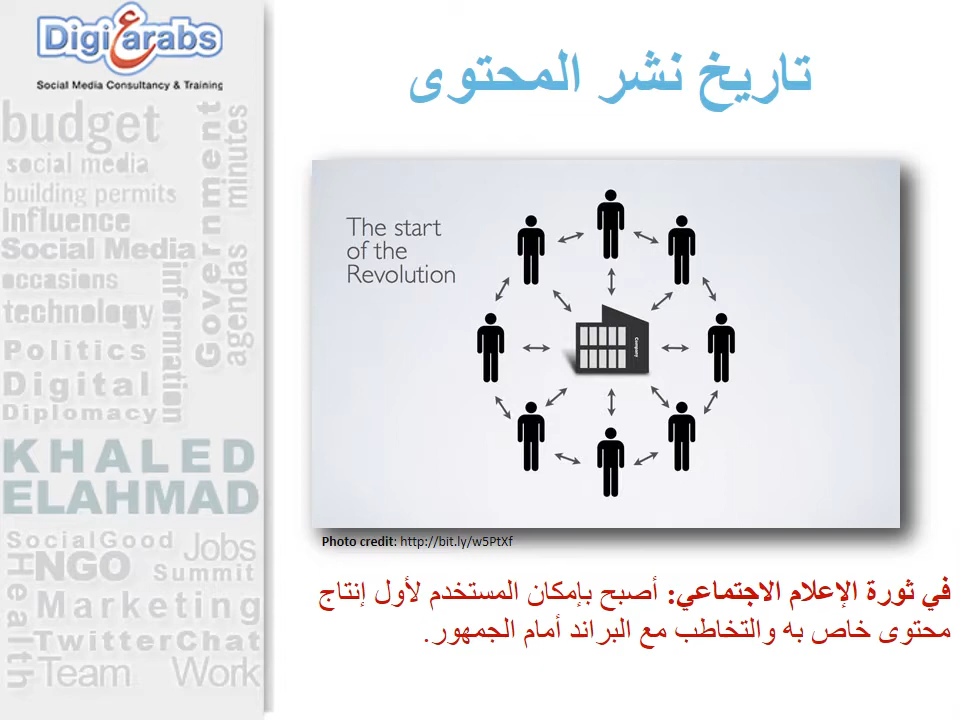 Digi عarabs
Social Media Consultancy & Training
budget
social media
building permits
Influence
Social Media
occasions
technology
Politics
Digital
Diplomacy
information
Government
minutes
agendas
KHALED
ELAHMAD
SocialGood
NGO
Jobs
Summit
Health
Marketing
TwitterChat
Team Work
تاريخ نشر المحتوى
The start
of the
Revolution
Company
Photo credit: http://bit.ly/w5PtXf
في ثورة الإعلام الاجتماعي: أصبح بإمكان المستخدم لأول إنتاج
محتوى خاص به والتخاطب مع البراند أمام الجمهور.